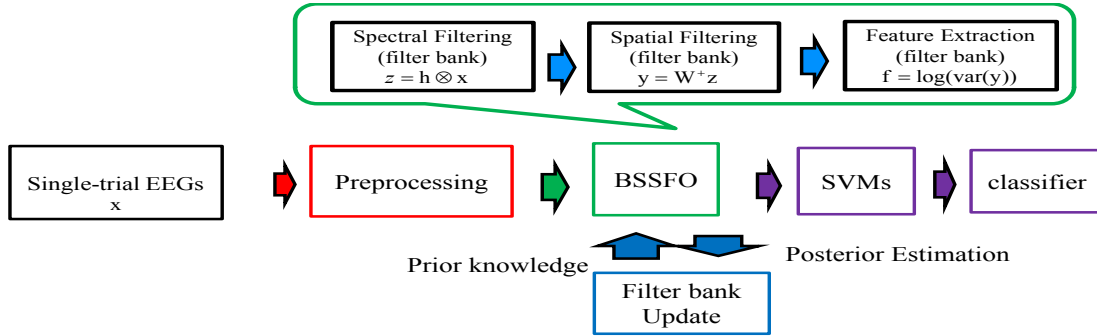 Spectral Filtering
(filter bank)
z = h ⊗ x
Spatial Filtering
(filter bank)
y = W⁺z
Feature Extraction
(filter bank)
f = log(var(y))
Single-trial EEGs
x
Preprocessing
BSSFO
SVMs
classifier
Prior knowledge
Posterior Estimation
Filter bank
Update